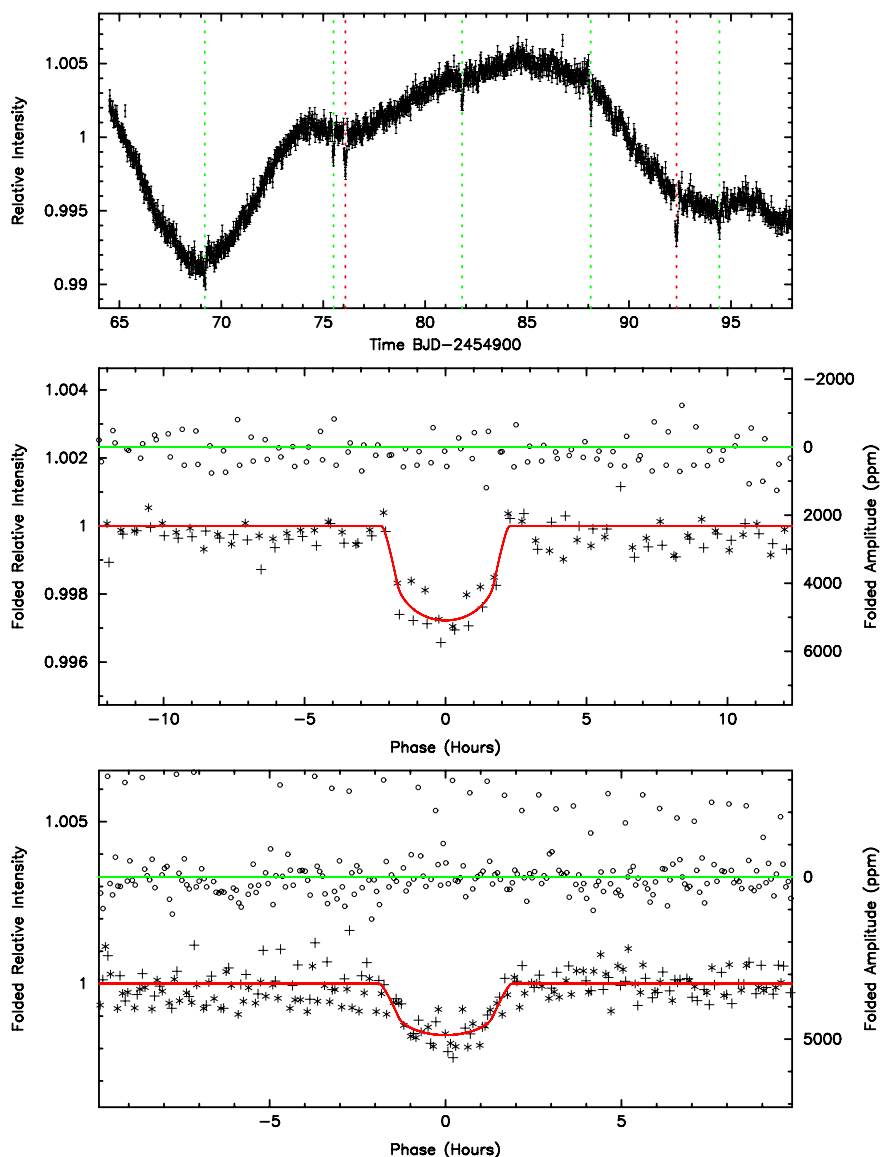 1.005
1
0.995
0.99
Relative Intensity
65 70 75 80 85 90 95
Time BJD−2454900
1.004
1.002
1
0.998
0.996
Folded Relative Intensity
−2000
0
2000
4000
6000
Folded Amplitude (ppm)
−10 −5 0 5 10
Phase (Hours)
1.005
1
Folded Relative Intensity
0
5000
Folded Amplitude (ppm)
−5 0 5
Phase (Hours)